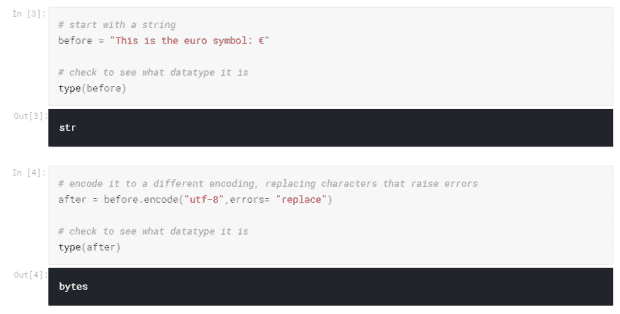 In [3]:
# start with a string
before = "This is the euro symbol: €"
# check to see what datatype it is
type(before)
Out[3]:
str
In [4]:
# encode it to a different encoding, replacing characters that raise errors
after = before.encode("utf-8",errors= "replace")
# check to see what datatype it is
type(after)
Out[4]:
bytes